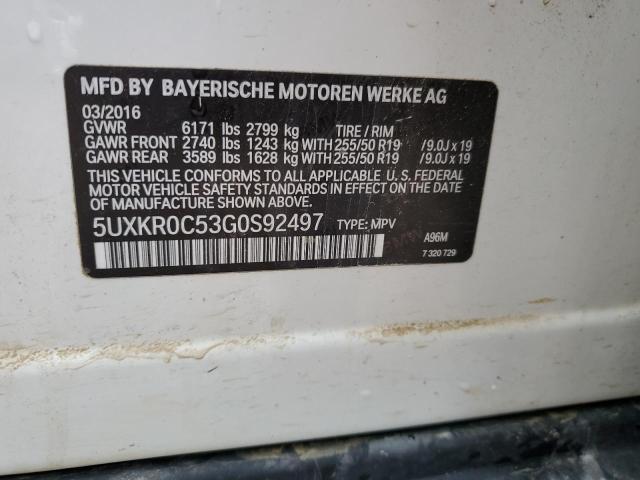 MFD BY BAYERISCHE MOTOREN WERKE AG
03/2016
GVWR 6171 lbs 2799 kg TIRE / RIM
GAWR FRONT 2740 lbs 1243 kg WITH 255/50 R19 / 9.0J x 19
GAWR REAR 3589 lbs 1628 kg WITH 255/50 R19 / 9.0J x 19
THIS VEHICLE CONFORMS TO ALL APPLICABLE U. S. FEDERAL
MOTOR VEHICLE SAFETY STANDARDS IN EFFECT ON THE
DATE OF MANUFACTURE SHOWN ABOVE.
5UXKR0C53G0S92497 TYPE: MPV
A96M
7 320 729